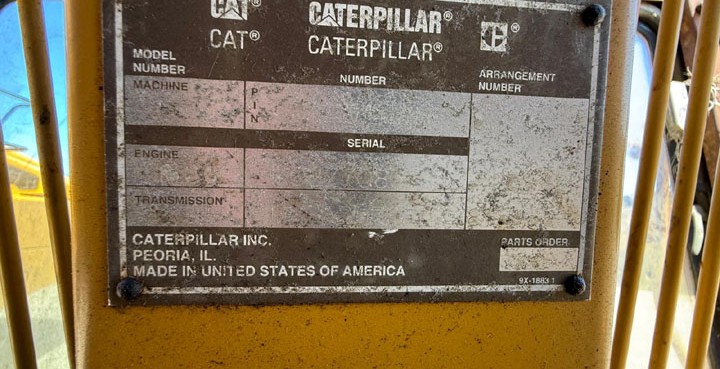 CAT CATERPILLAR®
CAT® CATERPILLAR® ®
MODEL NUMBER NUMBER ARRANGEMENT NUMBER
MACHINE PIN
SERIAL
ENGINE
TRANSMISSION
CATERPILLAR INC. PARTS ORDER
PEORIA, IL.
MADE IN UNITED STATES OF AMERICA
9X-1883 1